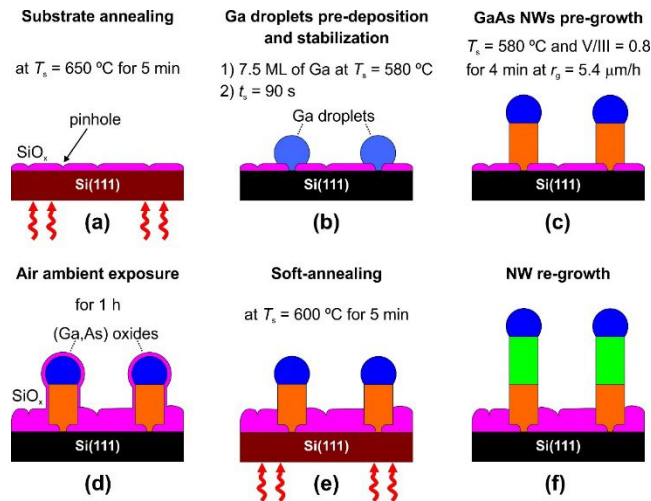 Substrate annealing
at Tₛ = 650 ºC for 5 min
pinhole
SiOₓ
Si(111)
(a)
Ga droplets pre-deposition
and stabilization
1) 7.5 ML of Ga at Tₛ = 580 ºC
2) tₛ = 90 s
Ga droplets
Si(111)
(b)
GaAs NWs pre-growth
Tₛ = 580 ºC and V/III = 0.8
for 4 min at r_g = 5.4 μm/h
Si(111)
(c)
Air ambient exposure
for 1 h
(Ga,As) oxides
SiOₓ
Si(111)
(d)
Soft-annealing
at Tₛ = 600 ºC for 5 min
Si(111)
(e)
NW re-growth
Si(111)
(f)